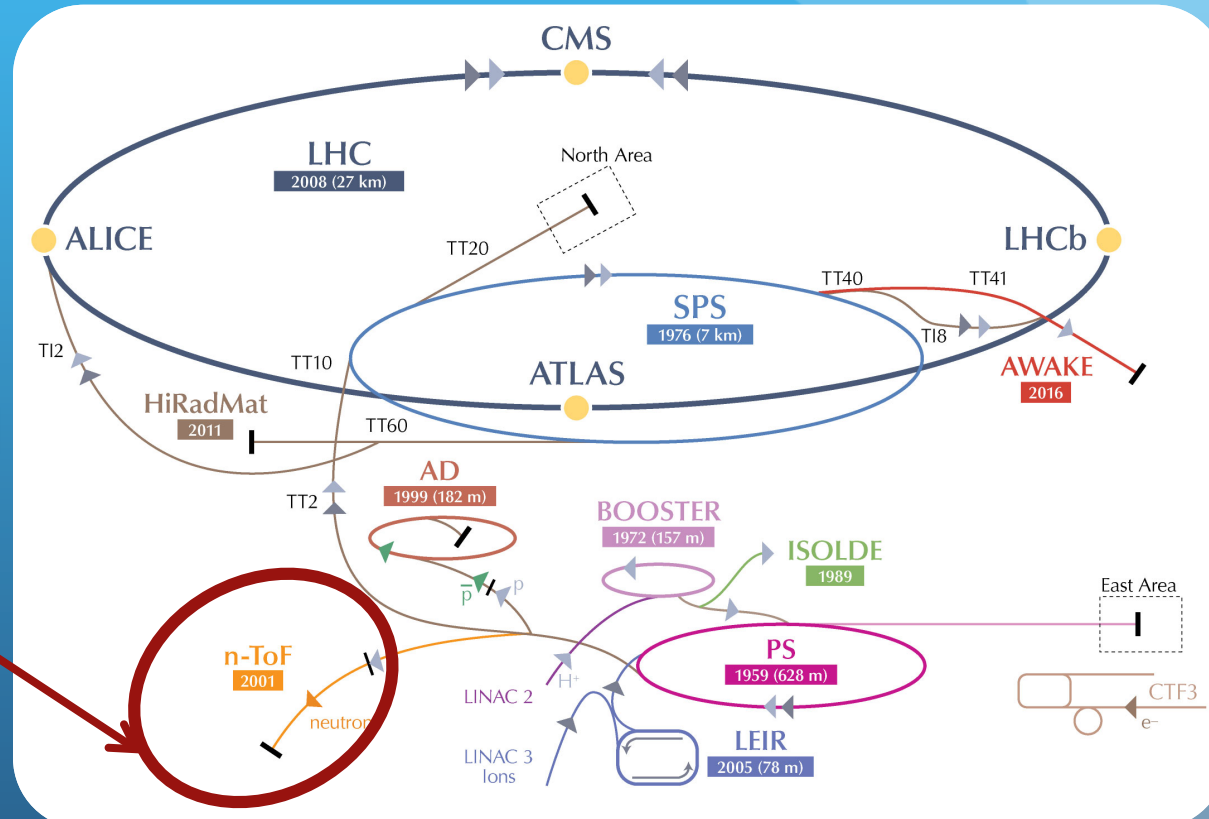 CMS
LHC
2008 (27 km)
North Area
ALICE
LHCb
TT20
TT40
TT41
SPS
1976 (7 km)
TI8
TI2
TT10
ATLAS
AWAKE
2016
HiRadMat
2011
TT60
AD
1999 (182 m)
TT2
BOOSTER
1972 (157 m)
ISOLDE
1989
p̅
p
East Area
n-ToF
2001
PS
1959 (628 m)
H⁺
LINAC 2
neutron
CTF3
e⁻
LEIR
2005 (78 m)
LINAC 3
Ions